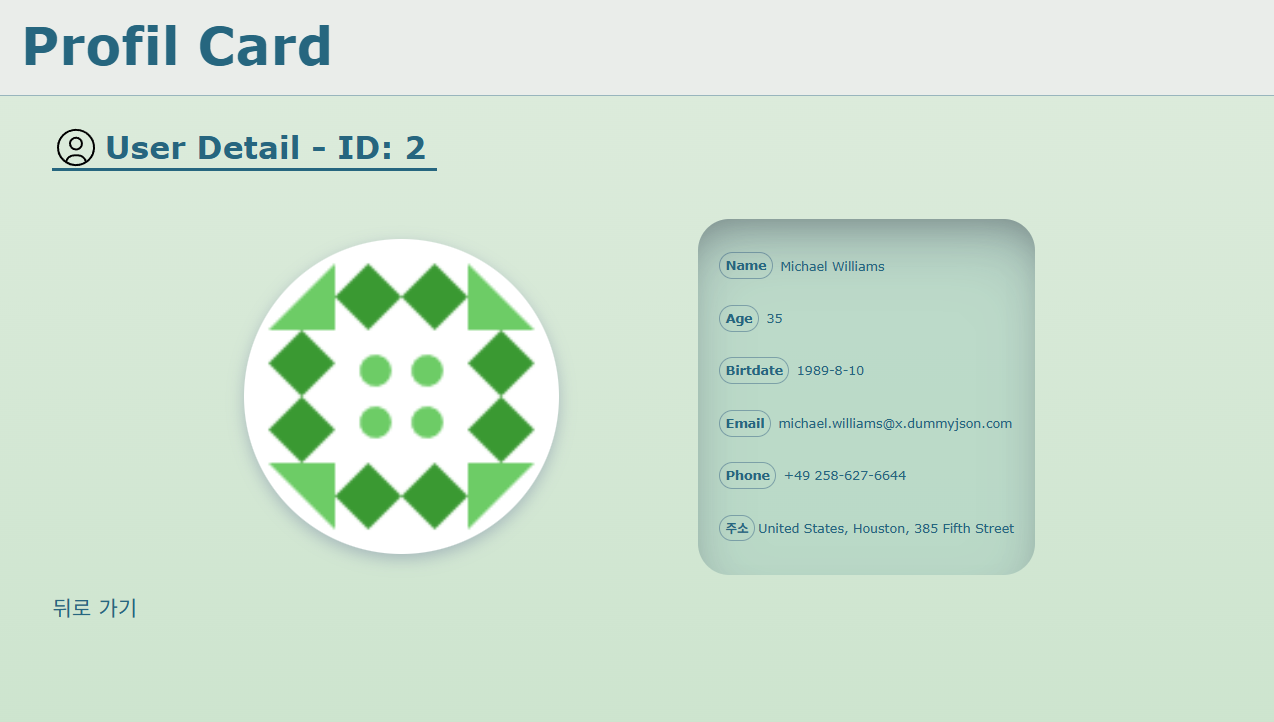 Profil Card
User Detail – ID: 2
Name Michael Williams
Age 35
Birtdate 1989-8-10
Email michael.williams@x.dummyjson.com
Phone +49 258-627-6644
주소 United States, Houston, 385 Fifth Street
뒤로 가기